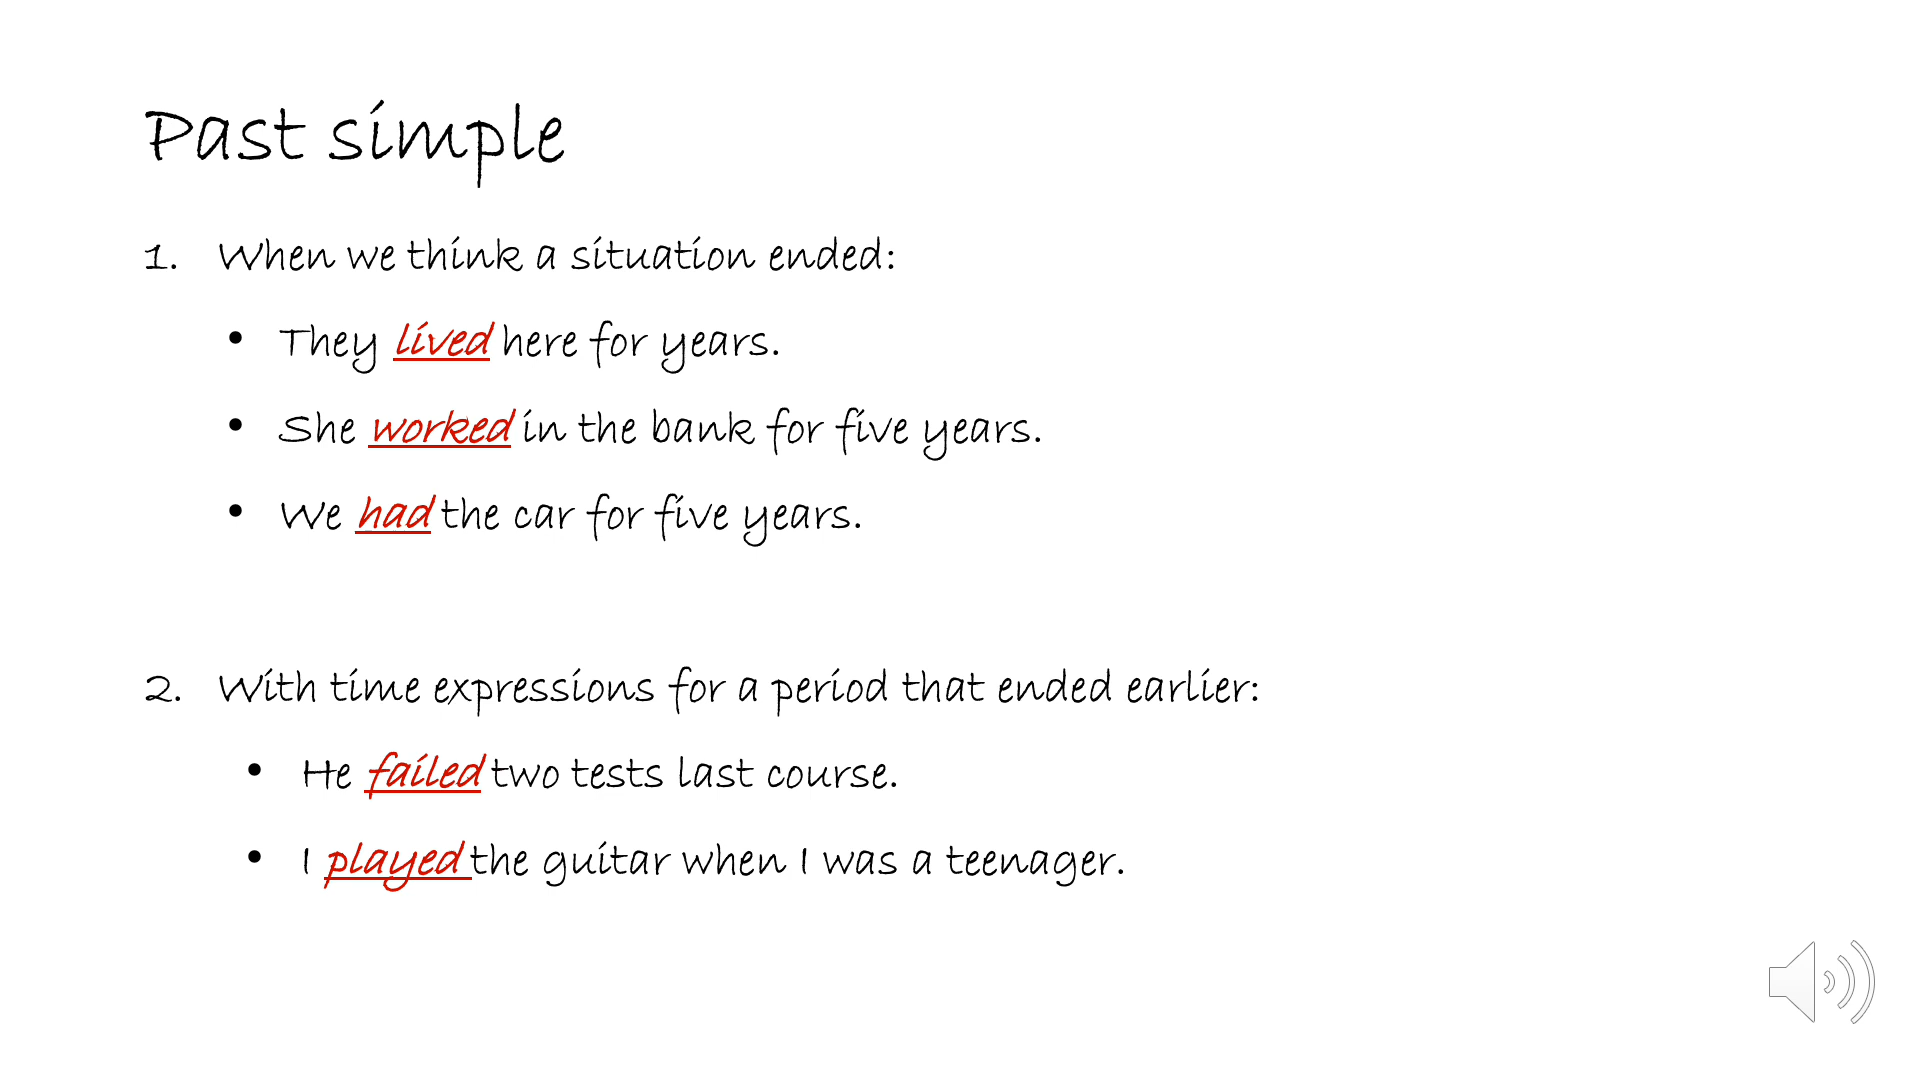 Past simple
1. When we think a situation ended:
• They lived here for years.
• She worked in the bank for five years.
• We had the car for five years.
2. With time expressions for a period that ended earlier:
• He failed two tests last course.
• I played the guitar when I was a teenager.